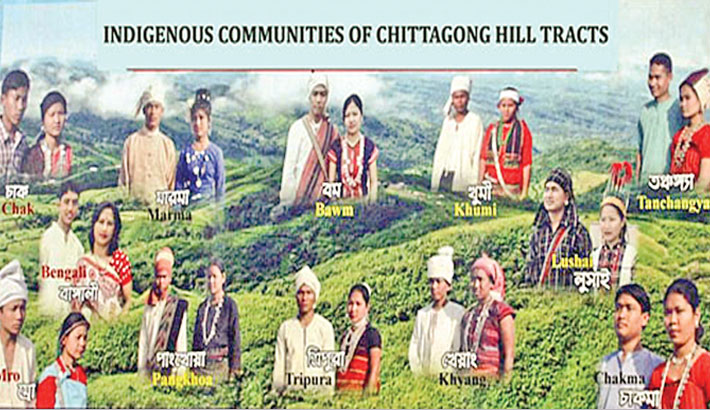 INDIGENOUS COMMUNITIES OF CHITTAGONG HILL TRACTS
চাক
Chak
মারমা
Marma
বম
Bawm
খুমী
Khumi
তঞ্চঙ্গ্যা
Tanchangya
Bengali
বাঙ্গালী
Lushai
লুসাই
Mro
ম্রো
পাংখোয়া
Pangkhoa
ত্রিপুরা
Tripura
খেয়াং
Khyang
Chakma
চাকমা